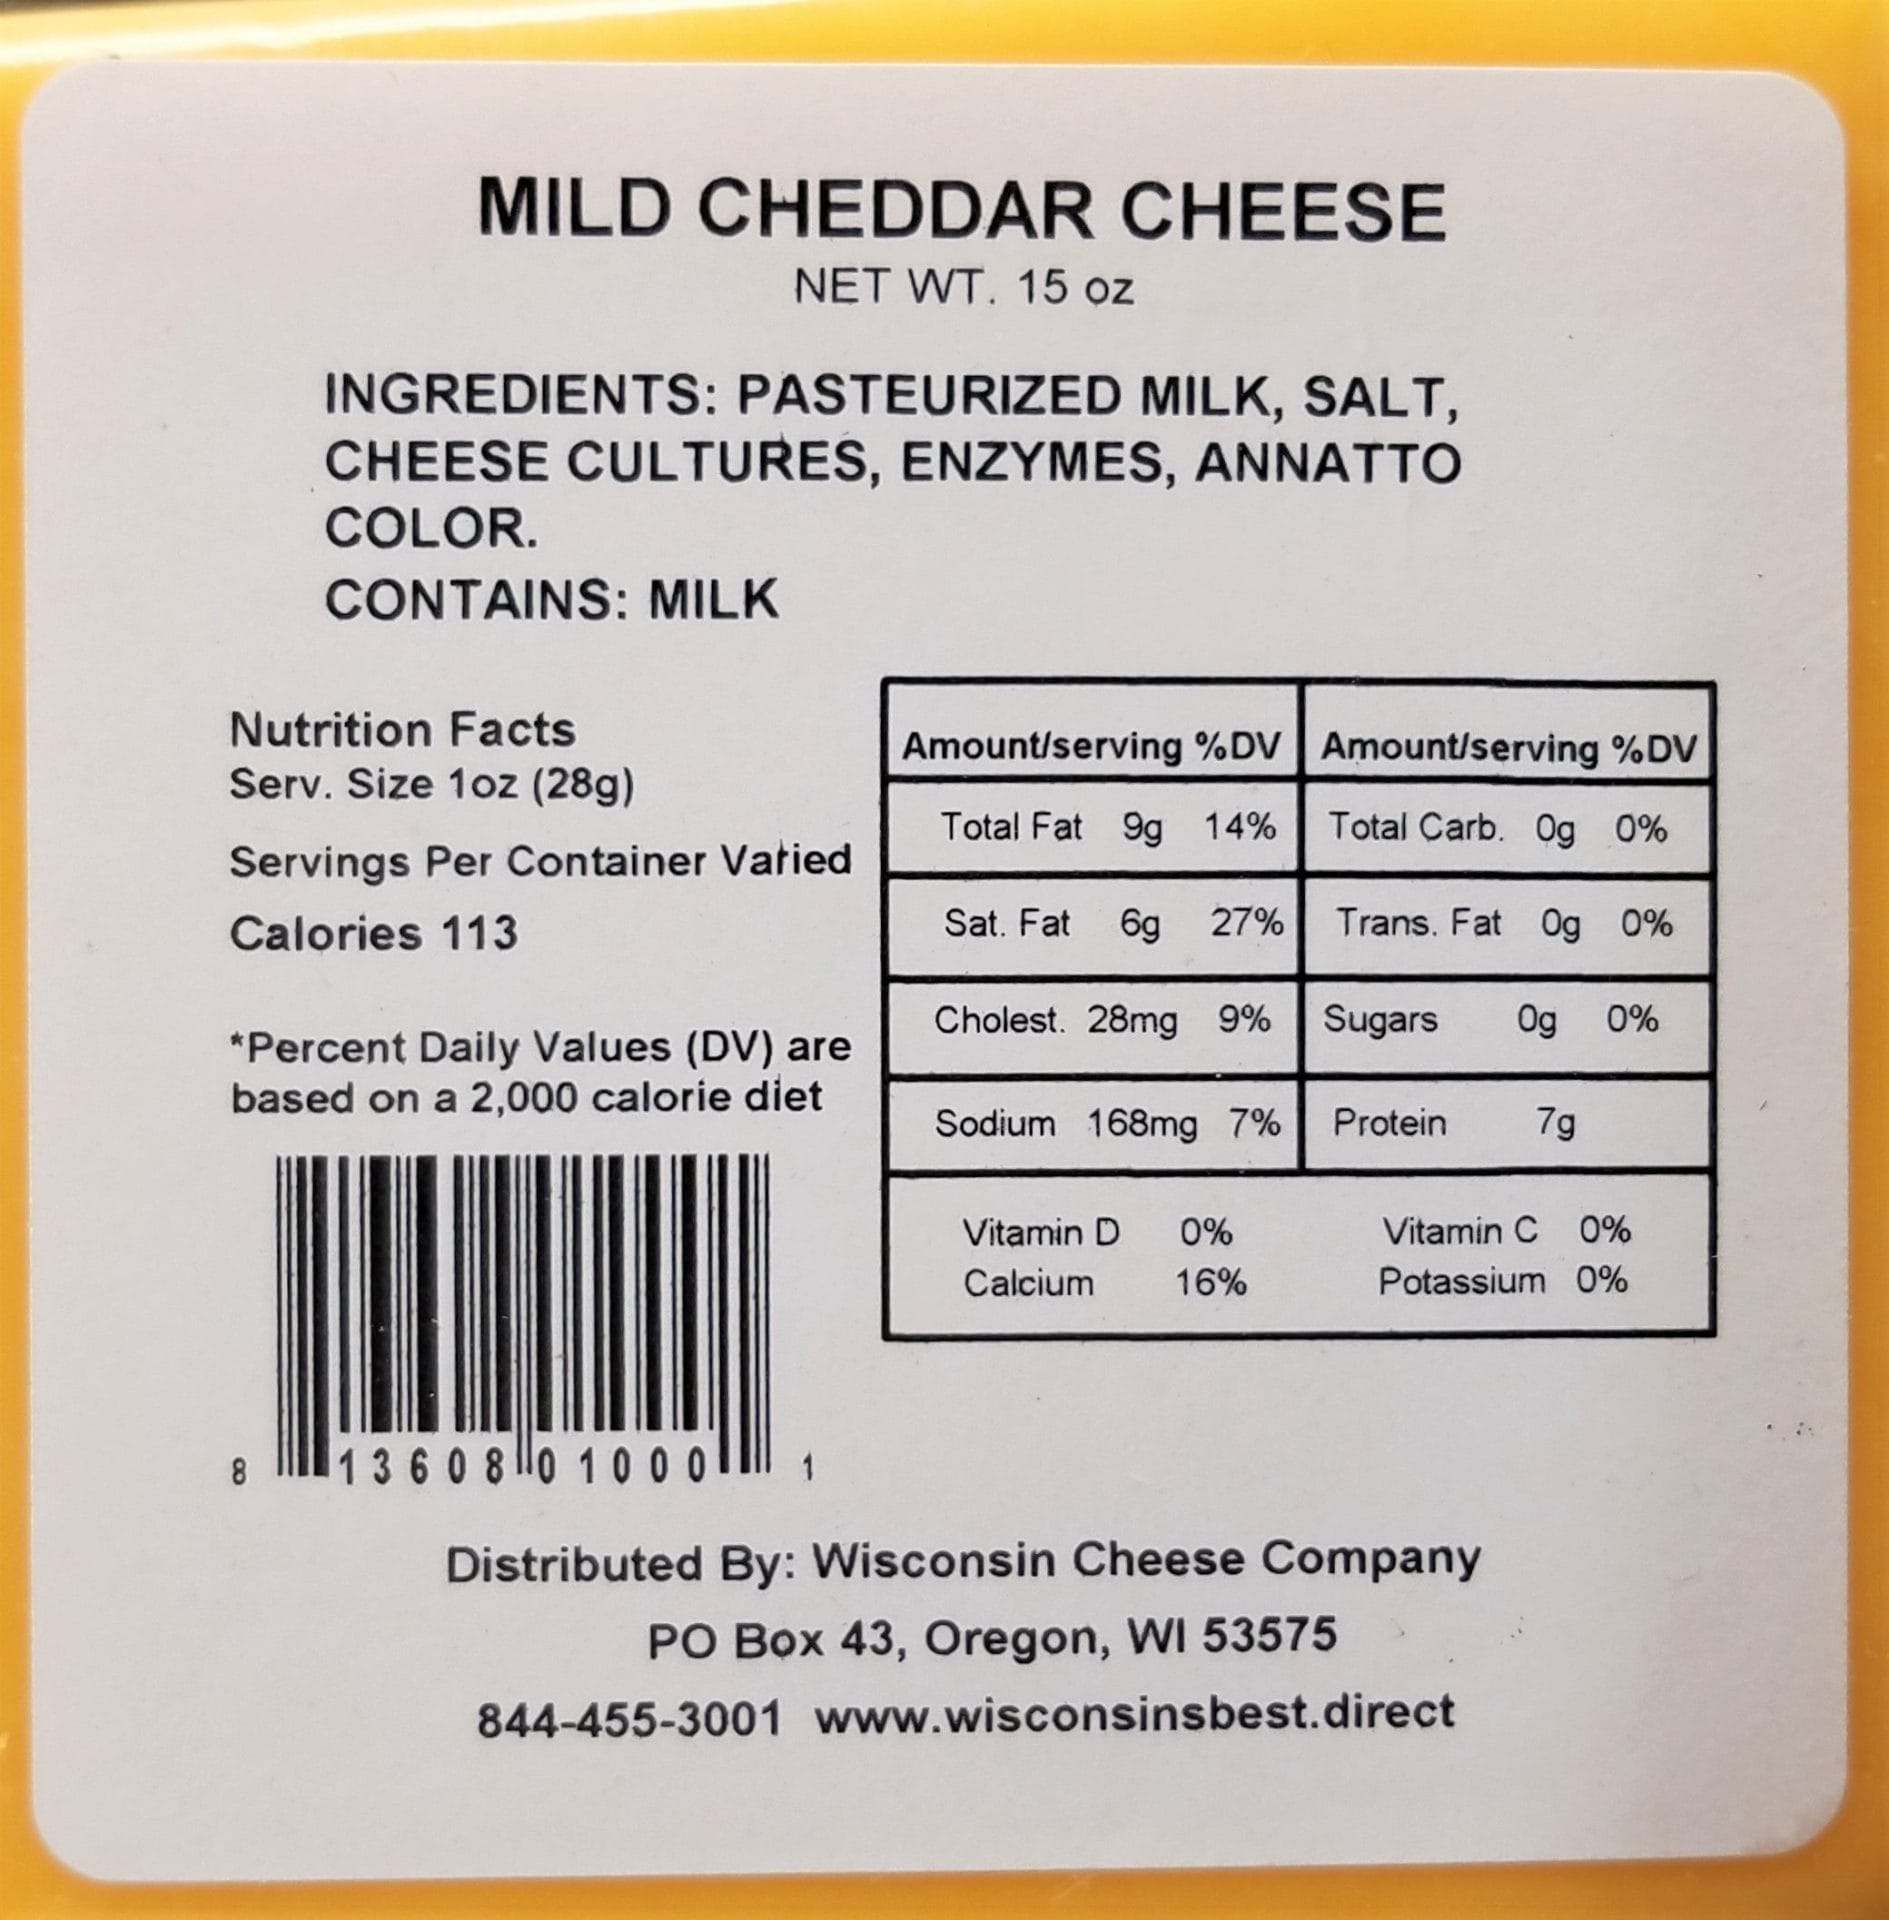 MILD CHEDDAR CHEESE
NET WT. 15 oz
INGREDIENTS: PASTEURIZED MILK, SALT,
CHEESE CULTURES, ENZYMES, ANNATTO
COLOR.
CONTAINS: MILK
Nutrition Facts
Serv. Size 1oz (28g)
Servings Per Container Varied
Calories 113
*Percent Daily Values (DV) are
based on a 2,000 calorie diet
Amount/serving %DV Amount/serving %DV
Total Fat 9g 14% Total Carb. 0g 0%
Sat. Fat 6g 27% Trans. Fat 0g 0%
Cholest. 28mg 9% Sugars 0g 0%
Sodium 168mg 7% Protein 7g
Vitamin D 0% Vitamin C 0%
Calcium 16% Potassium 0%
8 13608 01000 1
Distributed By: Wisconsin Cheese Company
PO Box 43, Oregon, WI 53575
844-455-3001 www.wisconsinsbest.direct